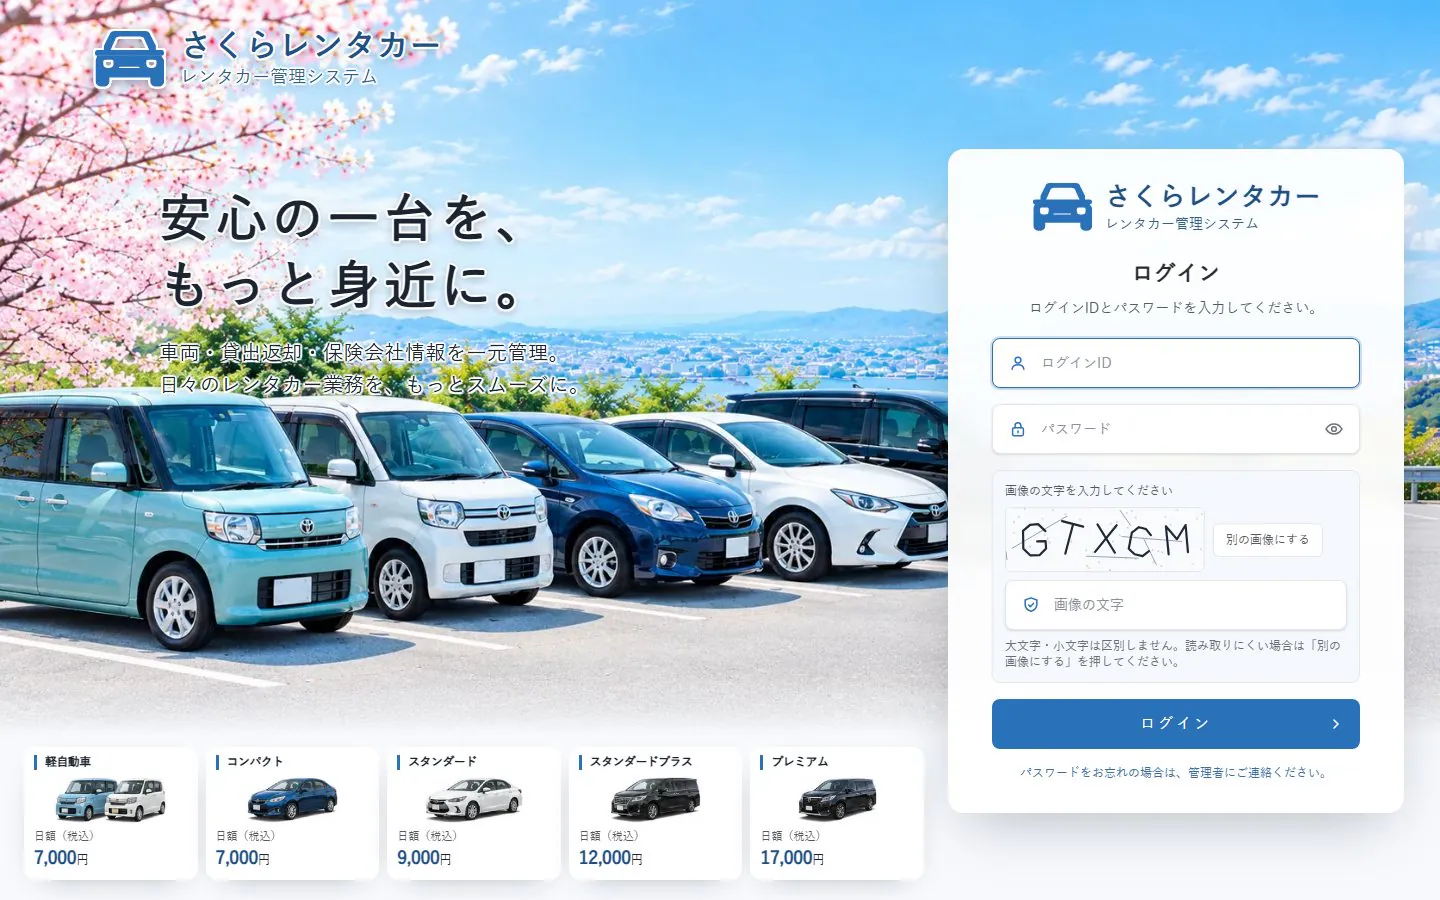 さくらレンタカー
レンタカー管理システム
安心の一台を、
もっと身近に。
車両・貸出返却・保険会社情報を一元管理。
日々のレンタカー業務を、もっとスムーズに。
軽自動車
日額（税込）
7,000円
コンパクト
日額（税込）
7,000円
スタンダード
日額（税込）
9,000円
スタンダードプラス
日額（税込）
12,000円
プレミアム
日額（税込）
17,000円
さくらレンタカー
レンタカー管理システム
ログイン
ログインIDとパスワードを入力してください。
ログインID
パスワード
画像の文字を入力してください
GTXCM
別の画像にする
画像の文字
大文字・小文字は区別しません。読み取りにくい場合は「別の
画像にする」を押してください。
ログイン
パスワードをお忘れの場合は、管理者にご連絡ください。